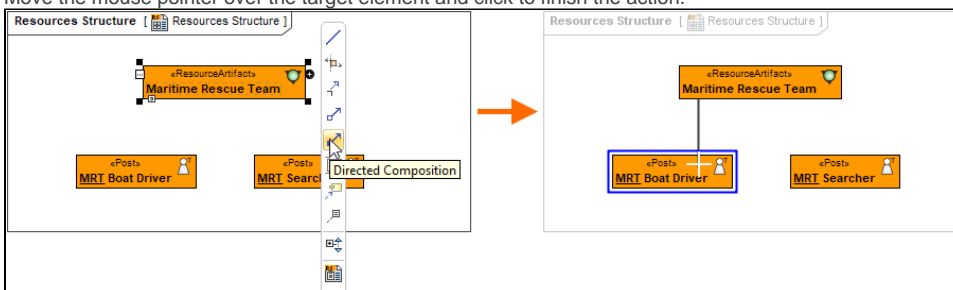 Move the mouse pointer over the target element and click to finish the action.
Resources Structure [ Resources Structure ]
«ResourceArtifact»
Maritime Rescue Team
«Post»
MRT Boat Driver
«Post»
MRT Searc
Directed Composition
Resources Structure [ Resources Structure ]
«ResourceArtifact»
Maritime Rescue Team
«Post»
MRT Boat Driver
«Post»
MRT Searcher